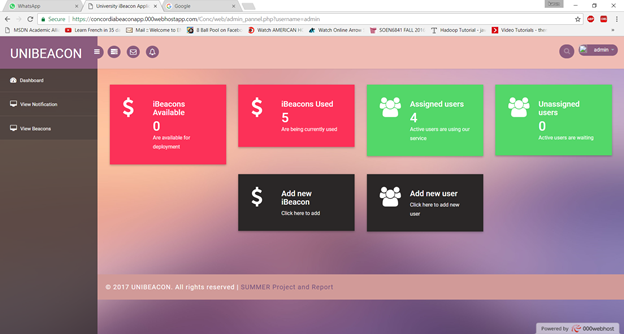 WhatsApp
University iBeacon Appli
Google
Secure https://concordiabeaconapp.000webhostapp.com/Conc/web/admin_pannel.php?username=admin
MSDN Academic Alli
Learn French in 35 d
Mail :: Welcome to E
8 Ball Pool on Faceb
Watch AMERICAN H
Watch Online Arrow
SOEN6841 FALL 201
Hadoop Tutorial - ja
Video Tutorials - the
UNIBEACON
admin
Dashboard
View Notification
View Beacons
iBeacons Available
0
Are available for
deployment
iBeacons Used
5
Are being currently used
Assigned users
4
Active users are using our
service
Unassigned
users
0
Active users are waiting
Add new
iBeacon
Click here to add
Add new user
Click here to add new
user
© 2017 UNIBEACON. All rights reserved | SUMMER Project and Report
Powered by 000webhost